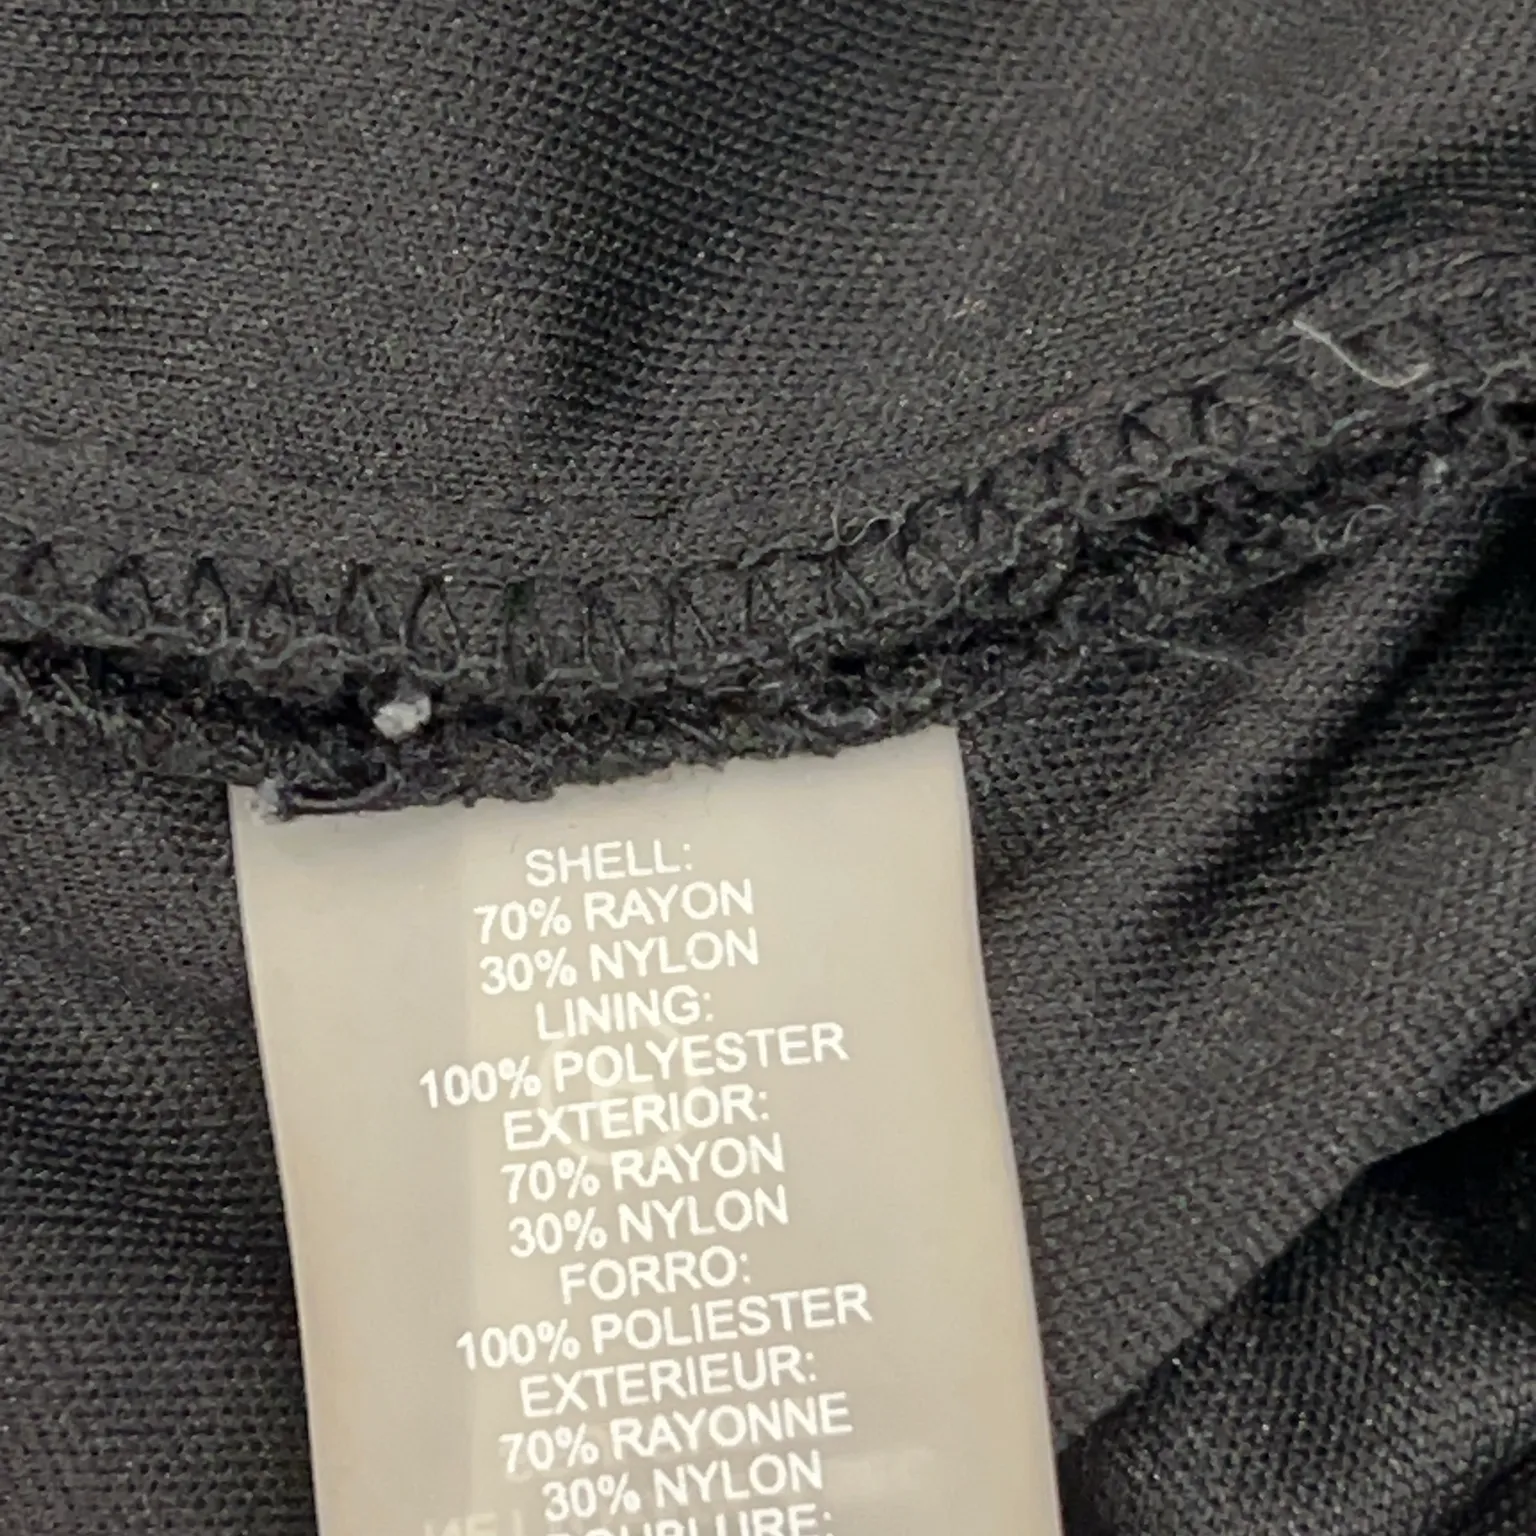 SHELL:
70% RAYON
30% NYLON
LINING:
100% POLYESTER
EXTERIOR:
70% RAYON
30% NYLON
FORRO:
100% POLIESTER
EXTERIEUR:
70% RAYONNE
30% NYLON
DOUBLURE: